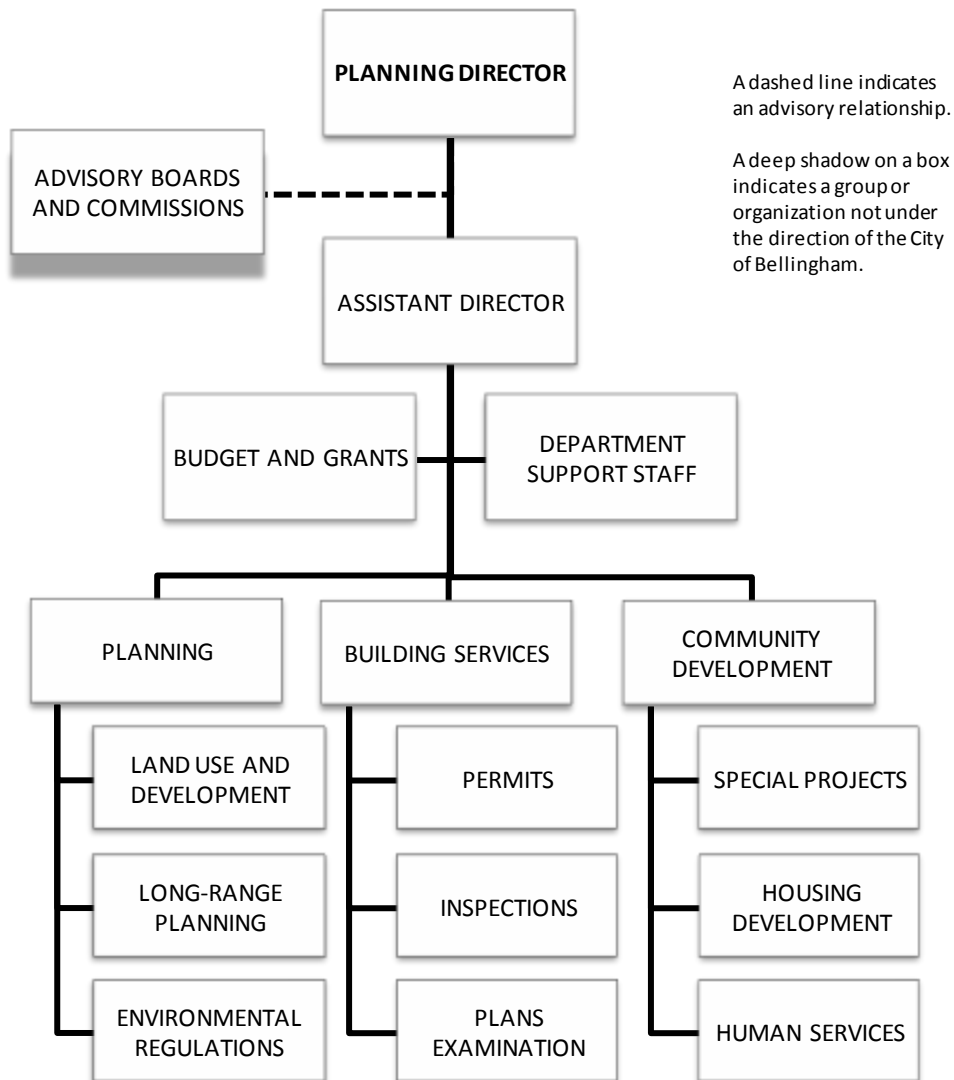 PLANNING DIRECTOR
A dashed line indicates
an advisory relationship.
A deep shadow on a box
indicates a group or
organization not under
the direction of the City
of Bellingham.
ADVISORY BOARDS
AND COMMISSIONS
ASSISTANT DIRECTOR
BUDGET AND GRANTS
DEPARTMENT
SUPPORT STAFF
PLANNING
LAND USE AND
DEVELOPMENT
LONG-RANGE
PLANNING
ENVIRONMENTAL
REGULATIONS
BUILDING SERVICES
PERMITS
INSPECTIONS
PLANS
EXAMINATION
COMMUNITY
DEVELOPMENT
SPECIAL PROJECTS
HOUSING
DEVELOPMENT
HUMAN SERVICES